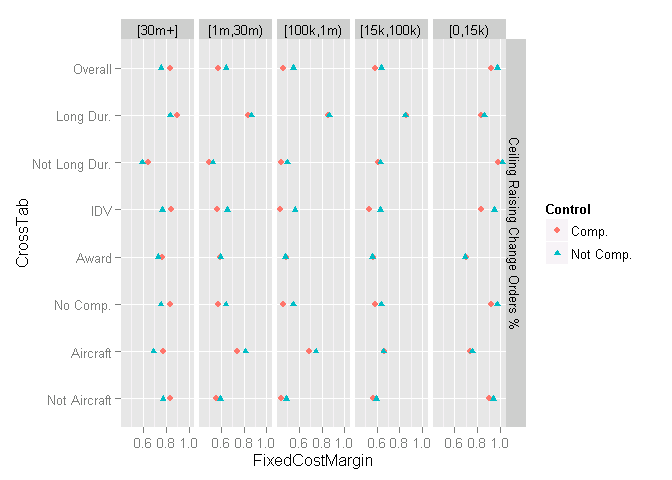 [30m+] [1m,30m) [100k,1m) [15k,100k) [0,15k)
Overall
Long Dur.
Not Long Dur.
IDV
Award
No Comp.
Aircraft
Not Aircraft
CrossTab
Ceiling Raising Change Orders %
Control
Comp.
Not Comp.
0.6 0.8 1.0 0.6 0.8 1.0 0.6 0.8 1.0 0.6 0.8 1.0 0.6 0.8 1.0
FixedCostMargin